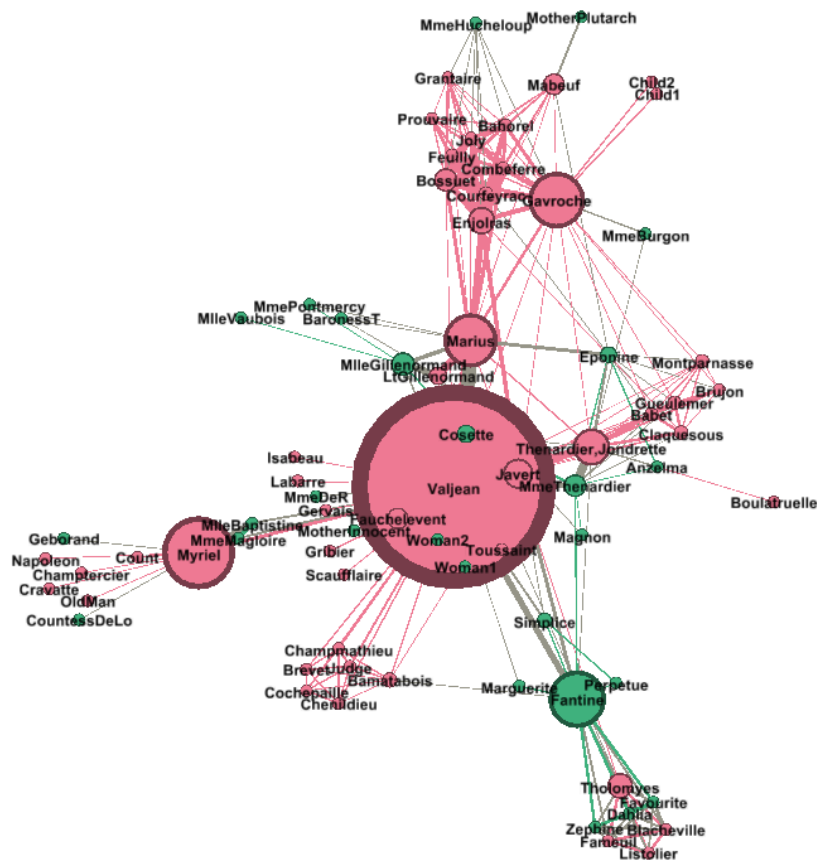 MotherPlutarch
MmeHucheloup
Grantaire
Mabeuf
Child2
Child1
Prouvaire
Bahorel
Joly
Feuilly
Combeferre
Bossuet
Courfeyrac
Gavroche
Enjolras
MmeBurgon
MmePontmercy
MlleVaubois
BaronessT
Marius
Eponine
MlleGillenormand
LtGillenormand
Montparnasse
Brujon
Gueulemer
Babet
Cosette
Claquesous
Thenardier,Jondrette
Isabeau
Anzelma
Labarre
Javert
MmeThenardier
Valjean
MmeDeR
Boulatruelle
Gervais
Fauchelevent
MlleBaptistine
MotherInnocent
Magnon
Geborand
MmeMagloire
Woman2
Gribier
Toussaint
Count
Myriel
Napoleon
Woman1
Champtercier
Scaufflaire
Cravatte
OldMan
CountessDeLo
Simplice
Champmathieu
Brevet
Judge
Bamatabois
Perpetue
Marguerite
Cochepaille
Fantine
Chenildieu
Tholomyes
Favourite
Dahlia
Zephine
Blacheville
Fameuil
Listolier